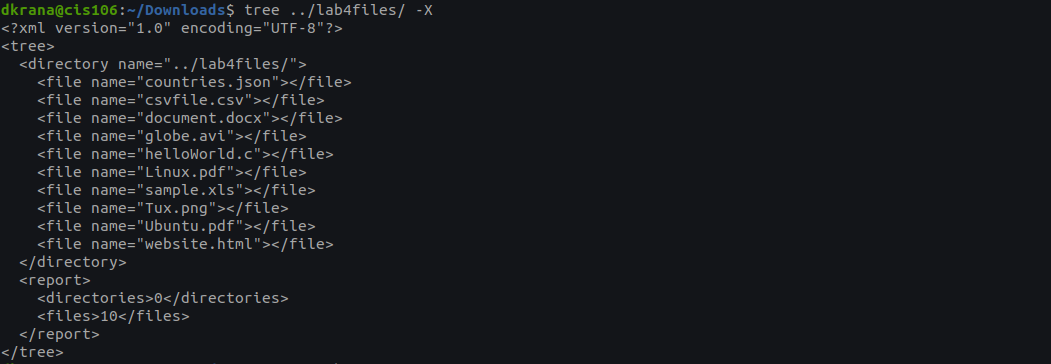 dkrana@cis106:~/Downloads$ tree ../lab4files/ -X
<?xml version="1.0" encoding="UTF-8"?>
<tree>
  <directory name="../lab4files/">
    <file name="countries.json"></file>
    <file name="csvfile.csv"></file>
    <file name="document.docx"></file>
    <file name="globe.avi"></file>
    <file name="helloWorld.c"></file>
    <file name="Linux.pdf"></file>
    <file name="sample.xls"></file>
    <file name="Tux.png"></file>
    <file name="Ubuntu.pdf"></file>
    <file name="website.html"></file>
  </directory>
  <report>
    <directories>0</directories>
    <files>10</files>
  </report>
</tree>